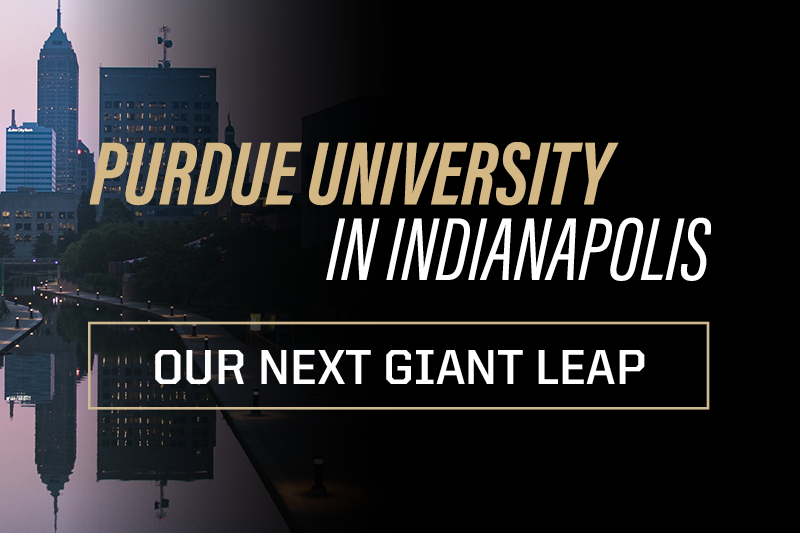 PURDUE UNIVERSITY
IN INDIANAPOLIS
OUR NEXT GIANT LEAP